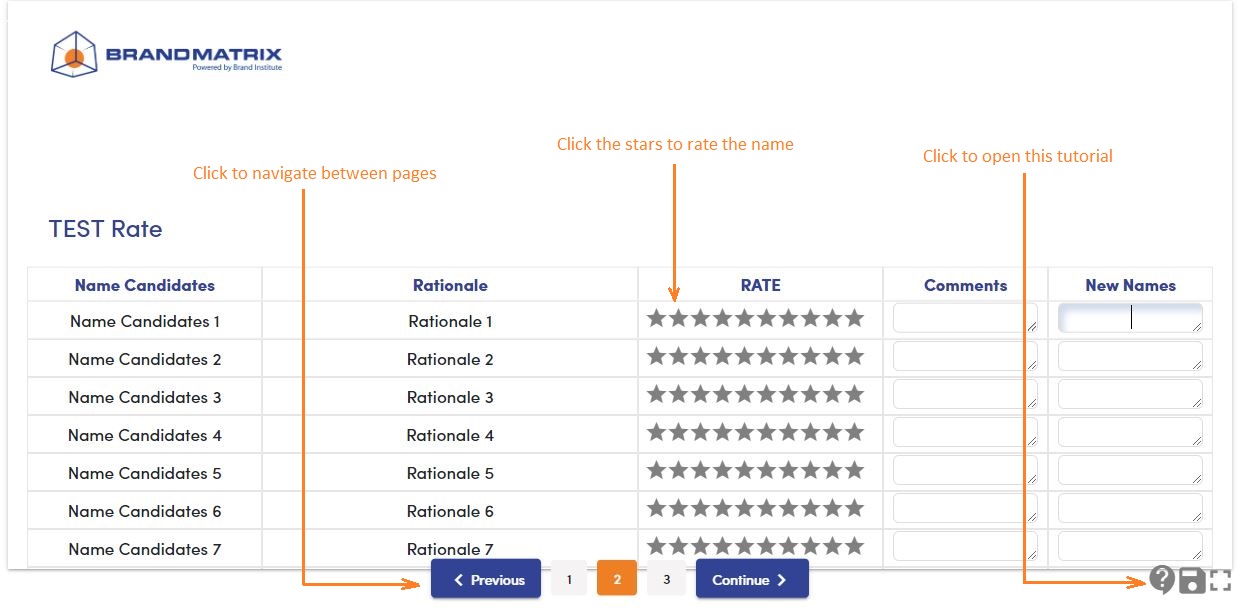 BRANDMATRIX
Powered by Brand Institute
Click the stars to rate the name
Click to open this tutorial
Click to navigate between pages
TEST Rate
Name Candidates Rationale RATE Comments New Names
Name Candidates 1 Rationale 1
Name Candidates 2 Rationale 2
Name Candidates 3 Rationale 3
Name Candidates 4 Rationale 4
Name Candidates 5 Rationale 5
Name Candidates 6 Rationale 6
Name Candidates 7 Rationale 7
Previous 1 2 3 Continue